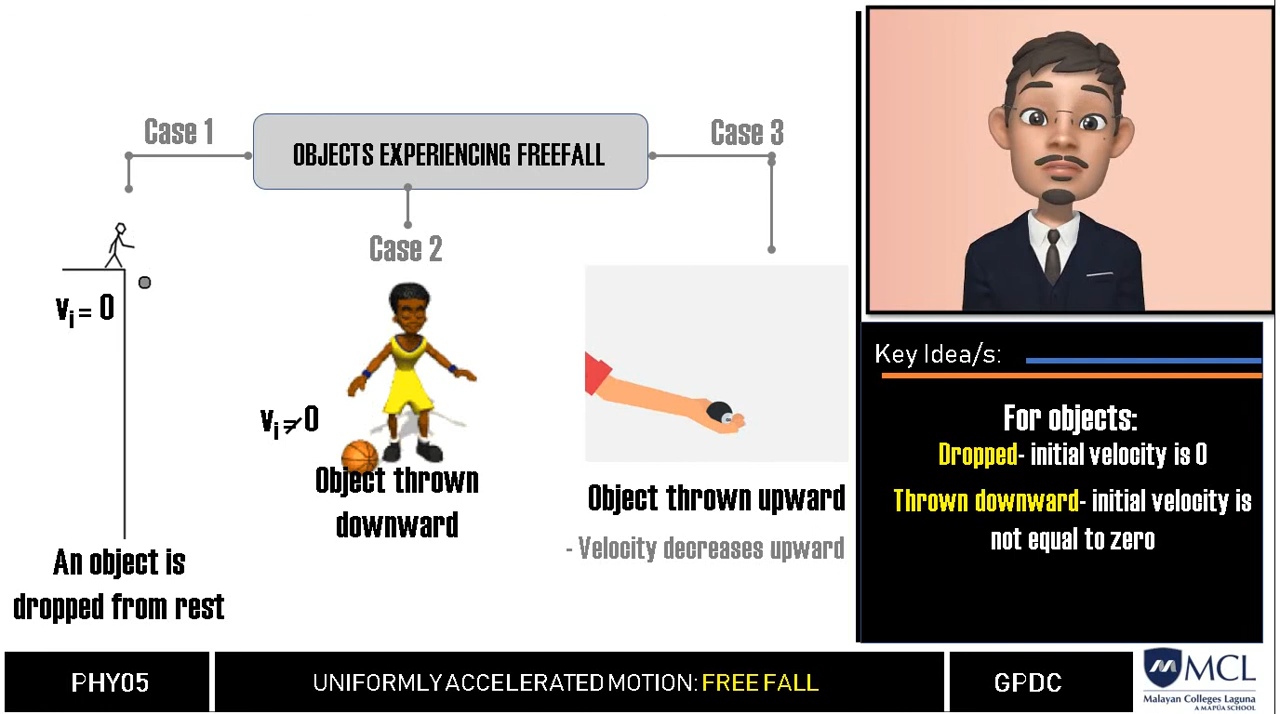 Case 1
OBJECTS EXPERIENCING FREEFALL
Case 3
Case 2
vi = 0
vi ≠ 0
Object thrown
downward
Object thrown upward
- Velocity decreases upward
An object is
dropped from rest
Key Idea/s:
For objects:
Dropped- initial velocity is 0
Thrown downward- initial velocity is
not equal to zero
PHY05
UNIFORMLY ACCELERATED MOTION: FREE FALL
GPDC
MCL
Malayan Colleges Laguna
A MAPÚA SCHOOL